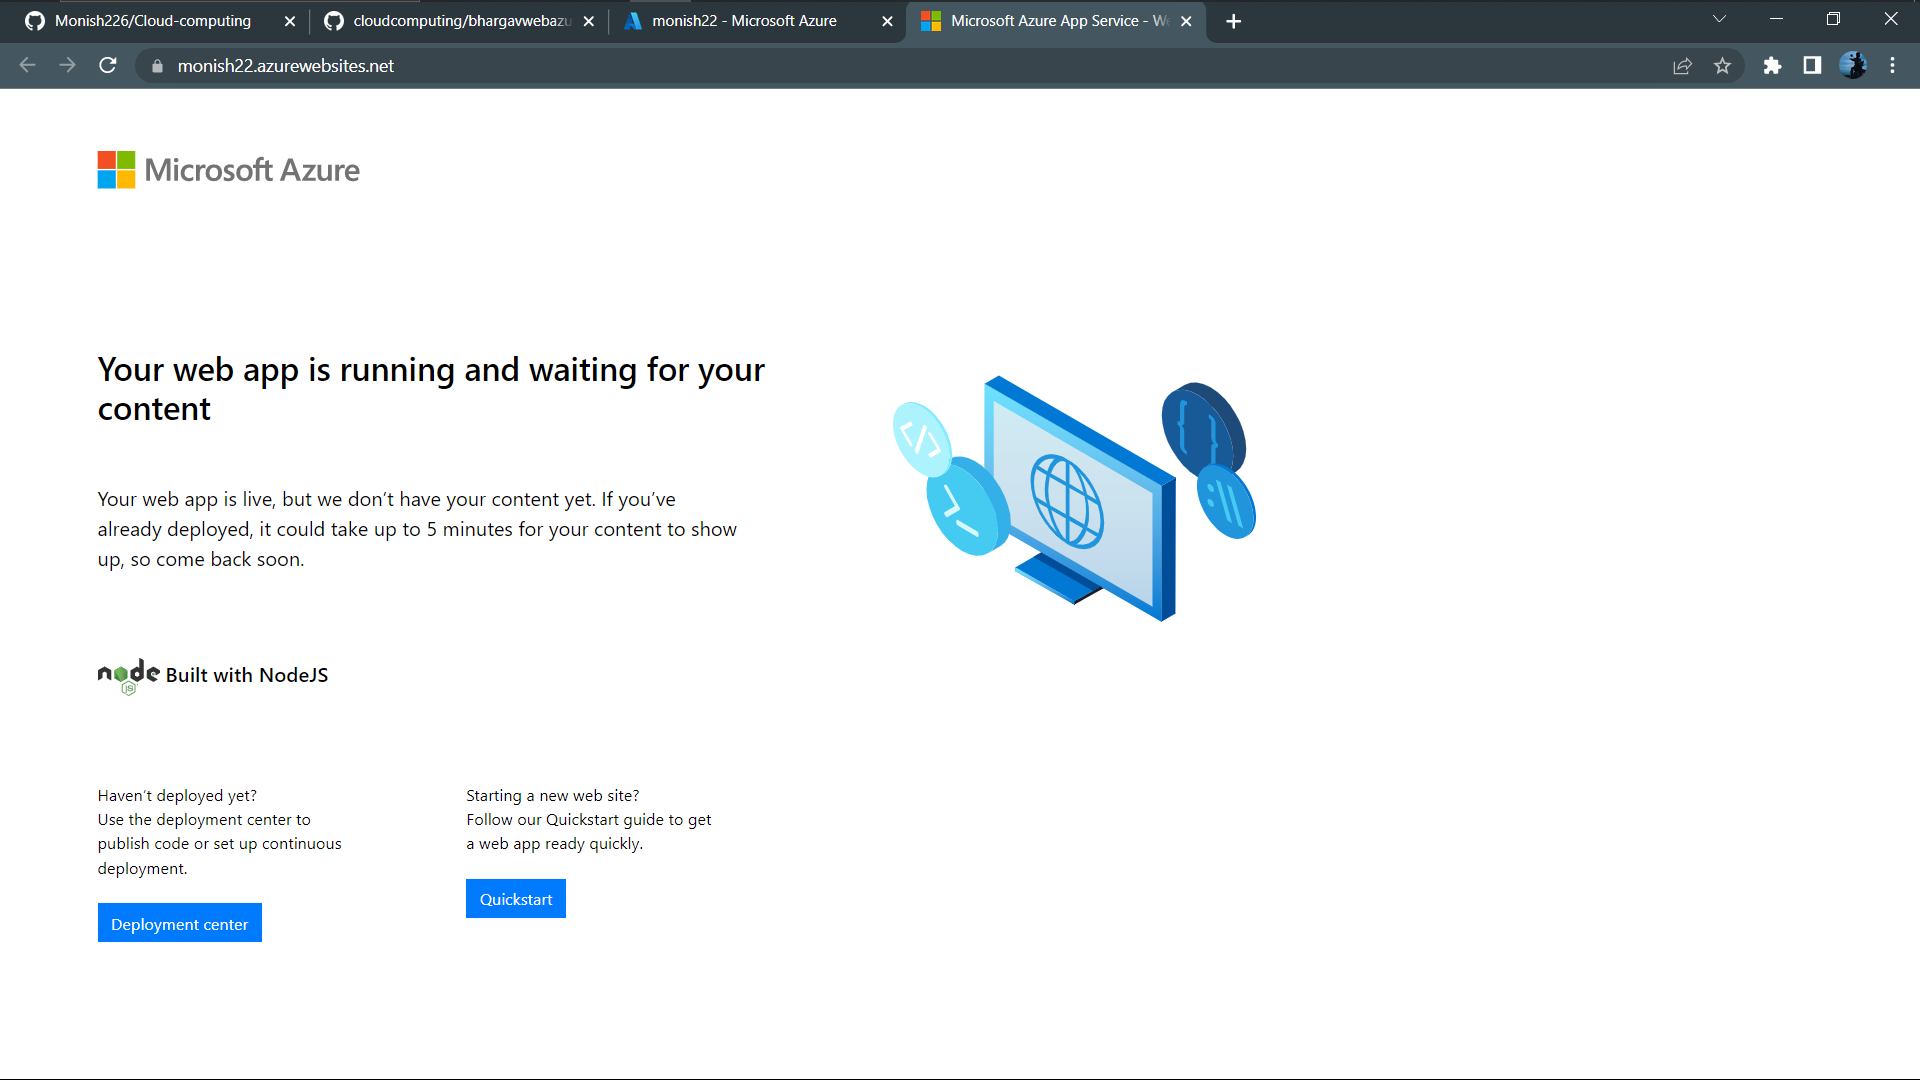 Monish226/Cloud-computing
cloudcomputing/bhargavwebazu
monish22 - Microsoft Azure
Microsoft Azure App Service - We
monish22.azurewebsites.net
Microsoft Azure
Your web app is running and waiting for your
content
Your web app is live, but we don’t have your content yet. If you’ve
already deployed, it could take up to 5 minutes for your content to show
up, so come back soon.
node JS Built with NodeJS
Haven’t deployed yet?
Use the deployment center to
publish code or set up continuous
deployment.
Deployment center
Starting a new web site?
Follow our Quickstart guide to get
a web app ready quickly.
Quickstart